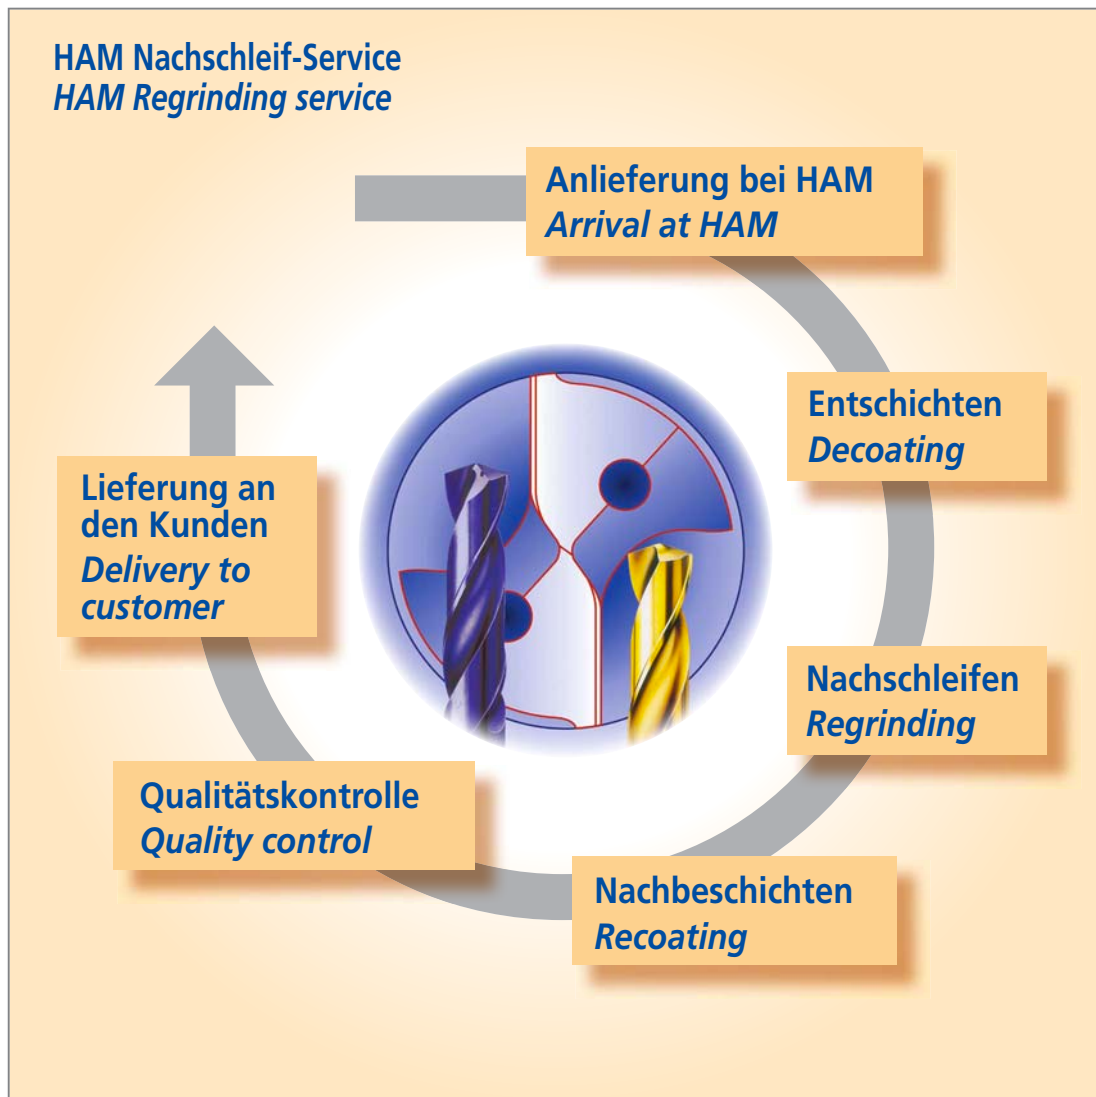 HAM Nachschleif-Service
HAM Regrinding service
Anlieferung bei HAM
Arrival at HAM
Entschichten
Decoating
Nachschleifen
Regrinding
Nachbeschichten
Recoating
Qualitätskontrolle
Quality control
Lieferung an
den Kunden
Delivery to
customer